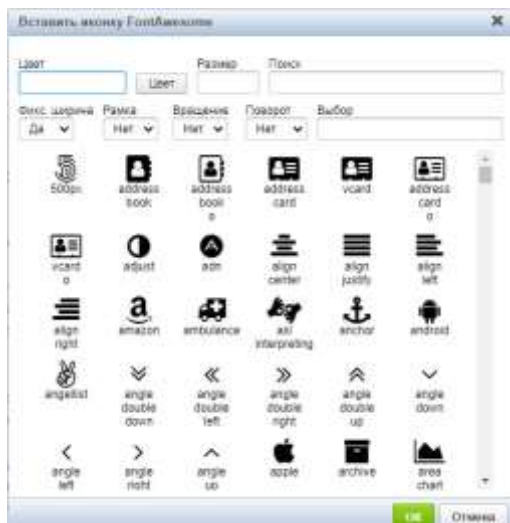 Вставить иконку FontAwesome
Цвет Размер Поиск
Цвет
Фикс. ширина Рамка Вращение Поворот Выбор
Да Нет Нет Нет
500px address book address book o address card vcard address card o
vcard o adjust adn align center align justify align left
align right amazon ambulance asl interpreting anchor android
angellist angle double down angle double left angle double right angle double up angle down
angle left angle right angle up apple archive area chart
ОК Отмена